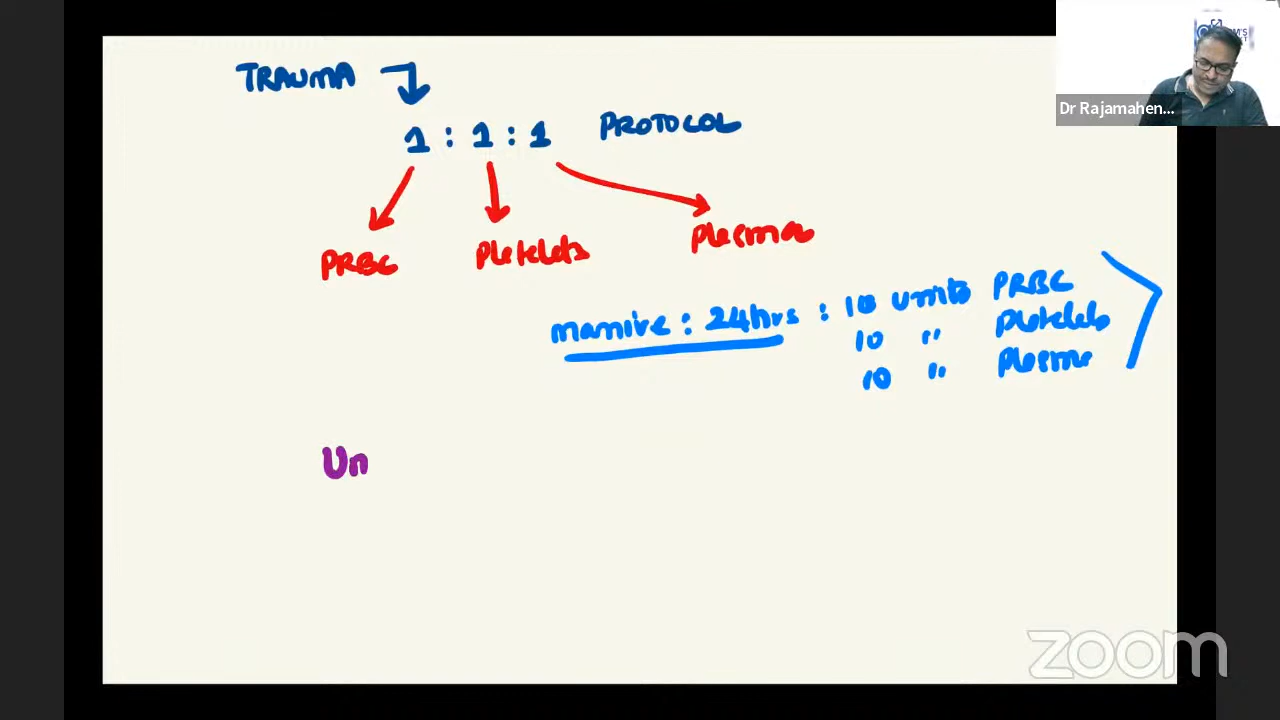 TRAUMA
1 : 1 : 1 PROTOCOL
PRBC Platelets Plasma
massive : 24hrs : 10 units PRBC
10 " Platelets
10 " Plasma
Un
Dr Rajamahen...
zoom